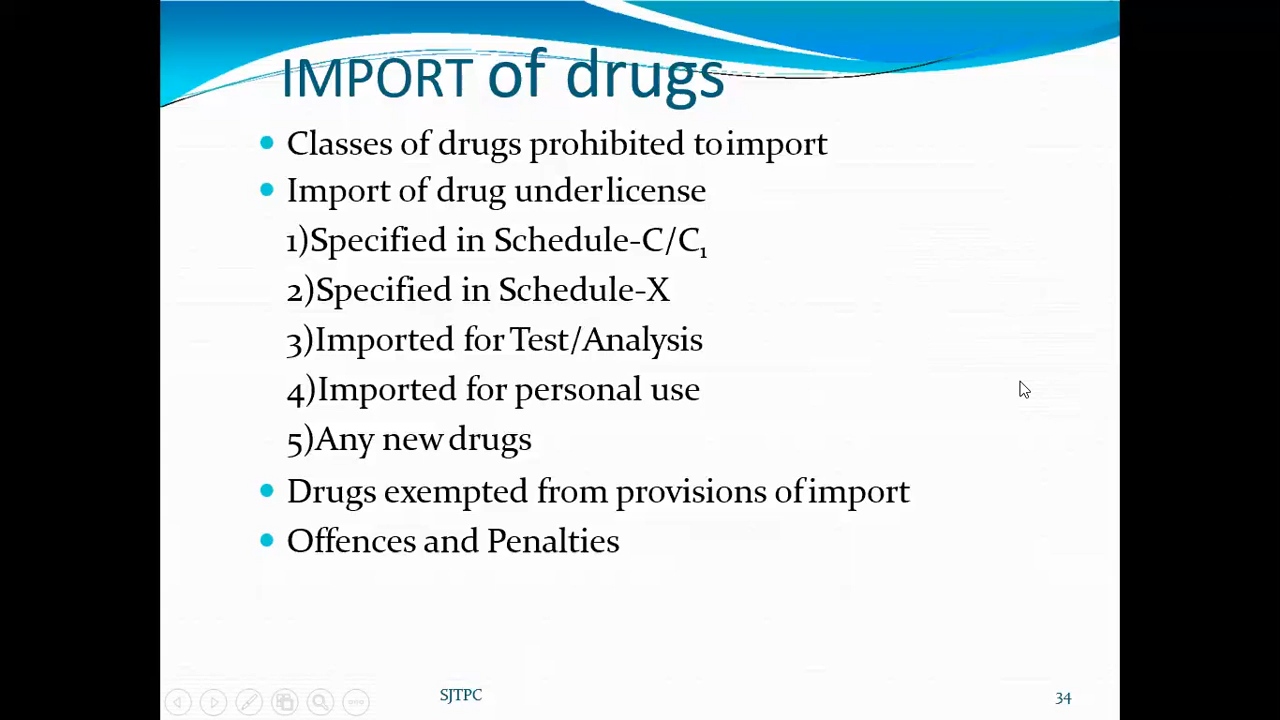 IMPORT of drugs
Classes of drugs prohibited to import
Import of drug under license
1)Specified in Schedule-C/C1
2)Specified in Schedule-X
3)Imported for Test/Analysis
4)Imported for personal use
5)Any new drugs
Drugs exempted from provisions of import
Offences and Penalties
SJTPC
34